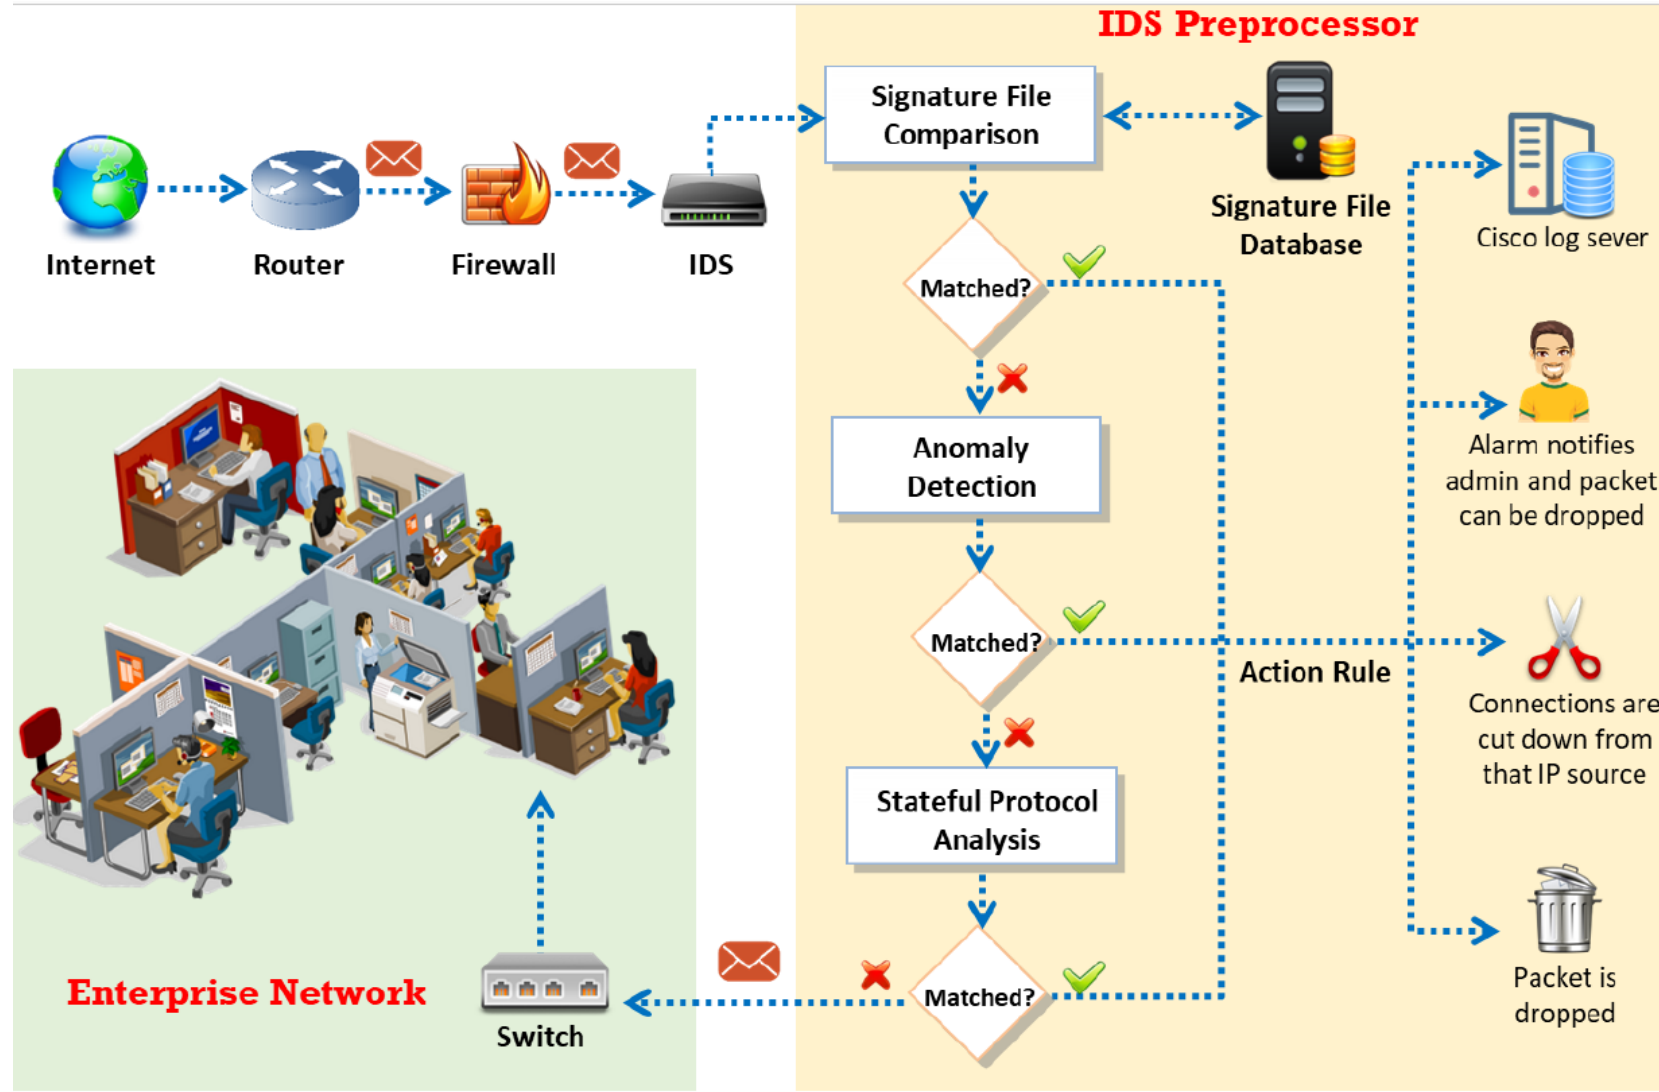 IDS Preprocessor
Signature File
Comparison
Signature File
Database
Cisco log sever
Internet
Router
Firewall
IDS
Matched?
Alarm notifies
admin and packet
can be dropped
Anomaly
Detection
Matched?
Action Rule
Connections are
cut down from
that IP source
Stateful Protocol
Analysis
Matched?
Packet is
dropped
Enterprise Network
Switch